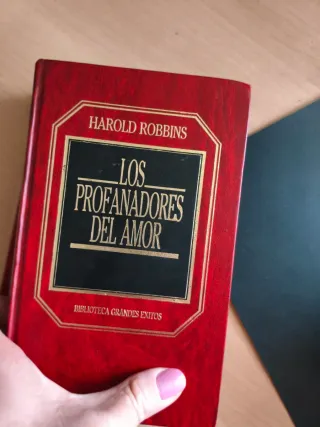 HAROLD ROBBINS
LOS
PROFANADORES
DEL AMOR
BIBLIOTECA GRANDES EXITOS